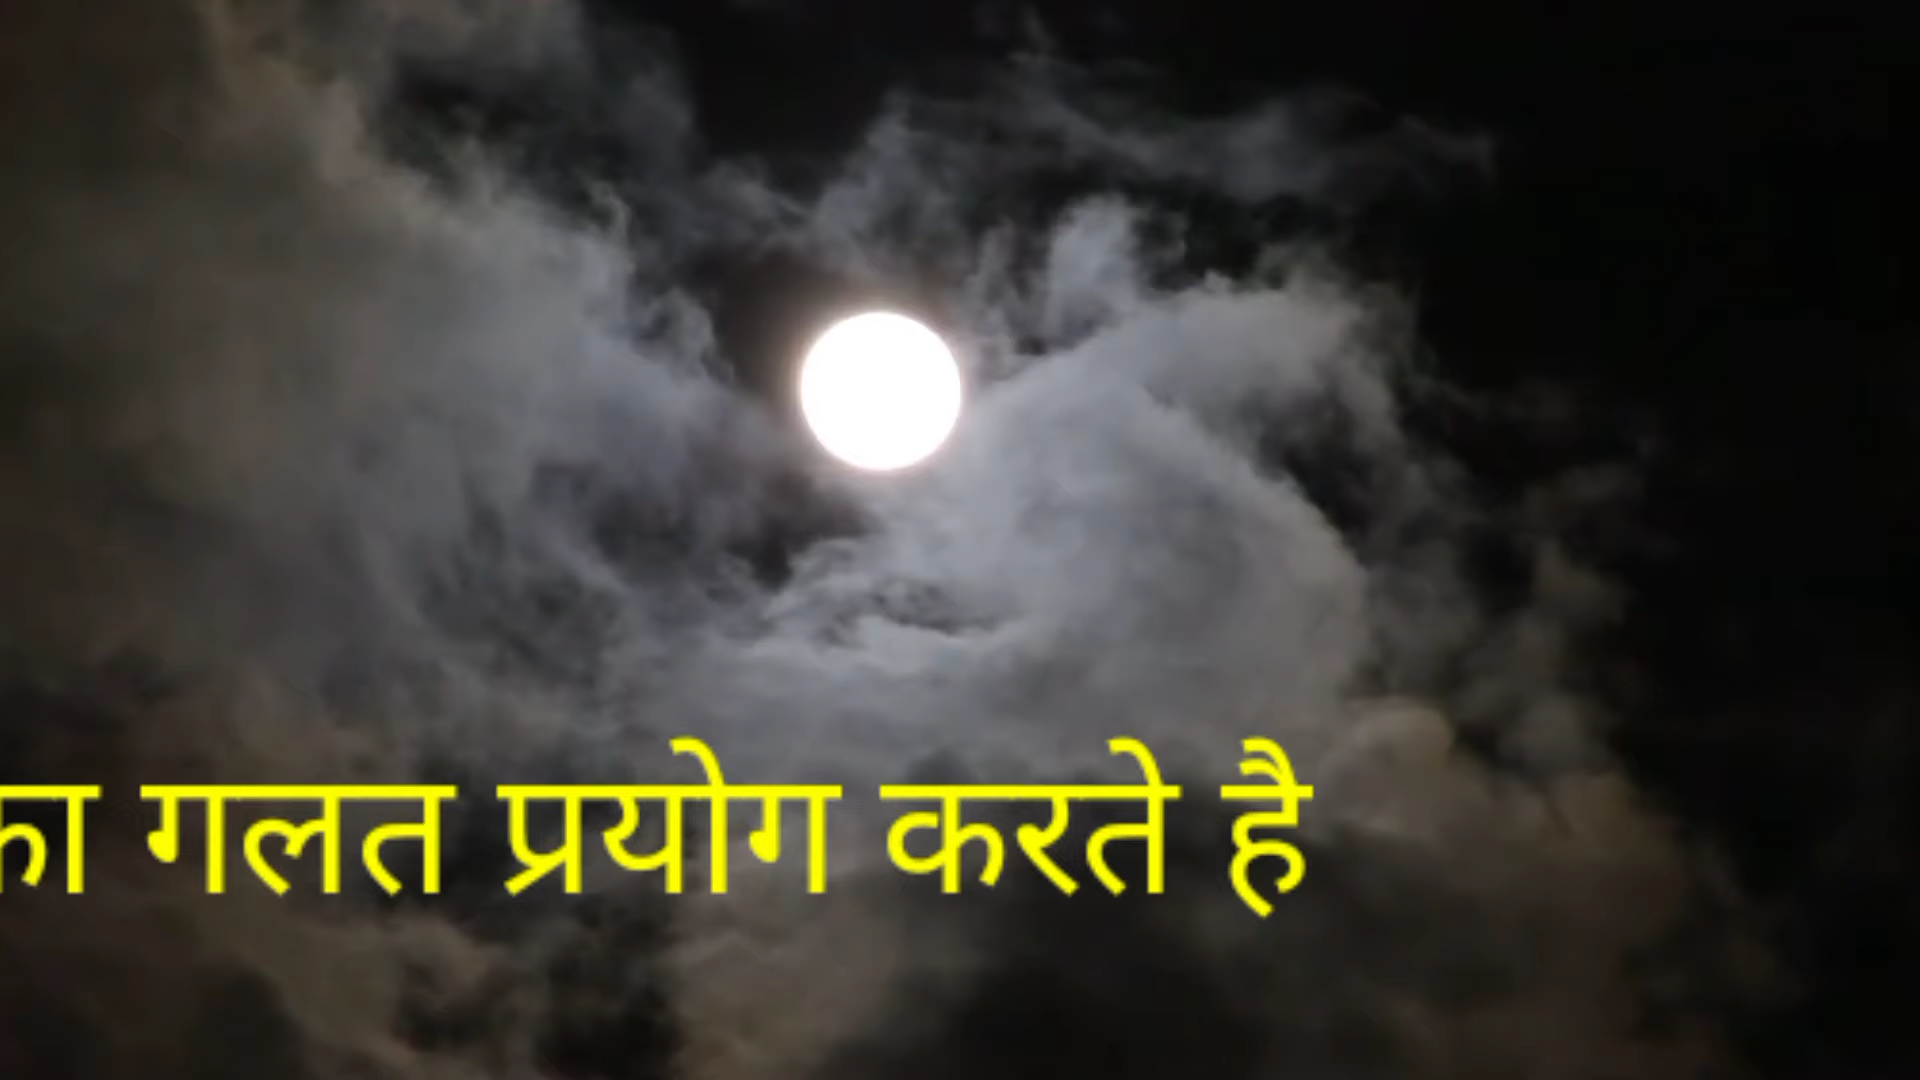 का गलत प्रयोग करते है